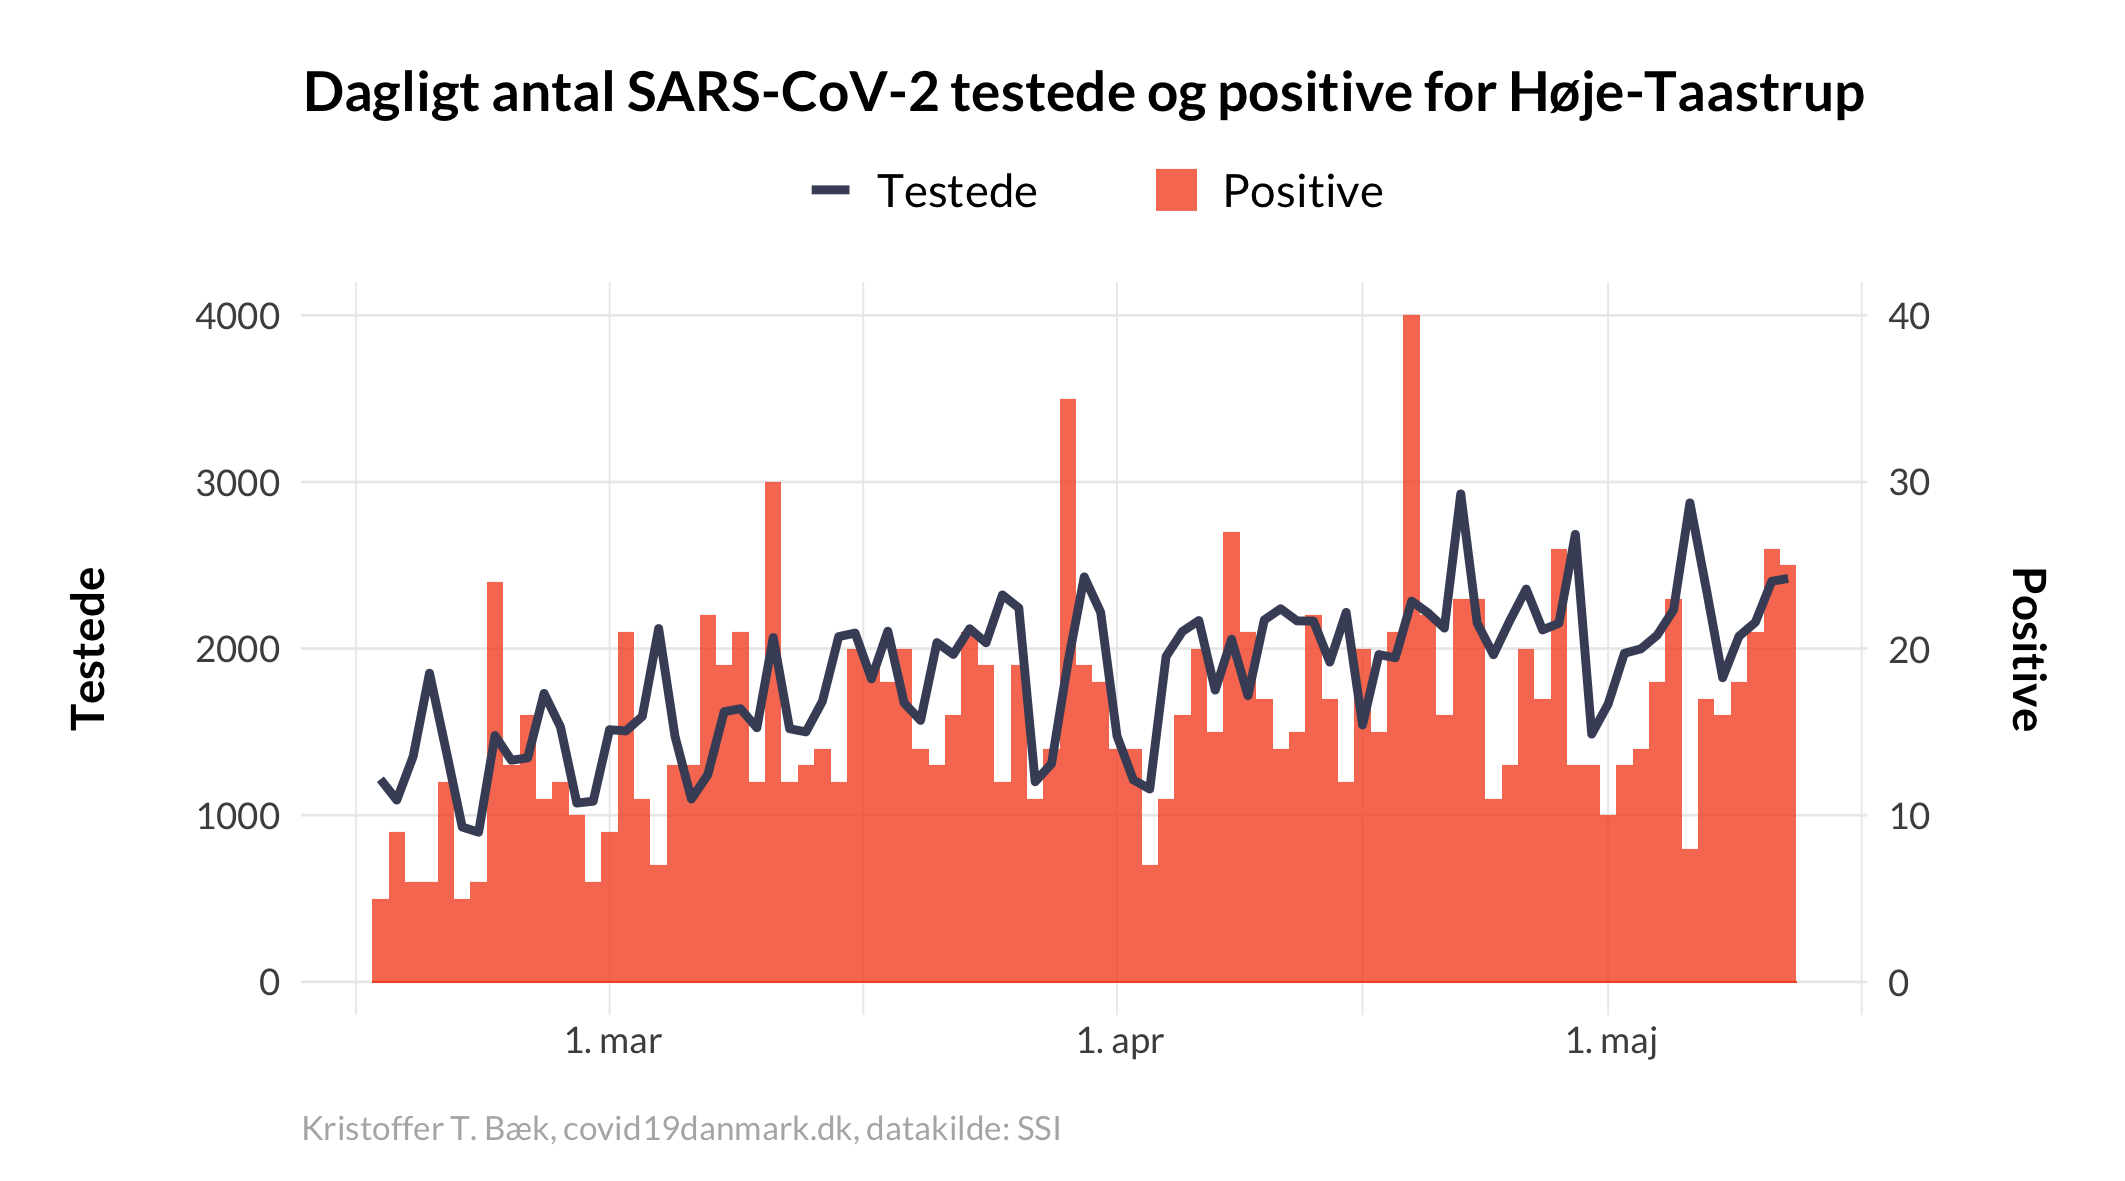 Dagligt antal SARS-CoV-2 testede og positive for Høje-Taastrup
Testede Positive
4000 40
3000 30
2000 20
1000 10
0 0
Testede
Positive
1. mar 1. apr 1. maj
Kristoffer T. Bæk, covid19danmark.dk, datakilde: SSI